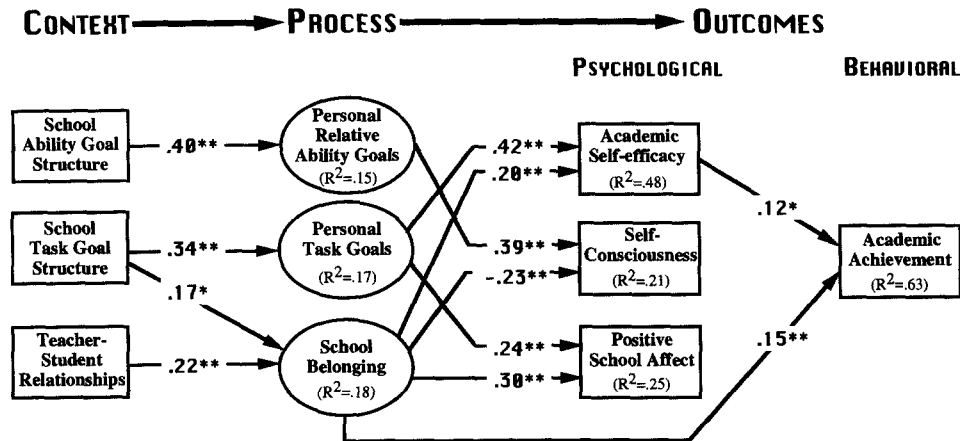 CONTEXT PROCESS OUTCOMES
PSYCHOLOGICAL BEHAVIORAL
School
Ability Goal
Structure
.40**
Personal
Relative
Ability Goals
(R²=.15)
.42**
.20**
Academic
Self-efficacy
(R²=.48)
.12*
School
Task Goal
Structure
.34**
.17*
Personal
Task Goals
(R²=.17)
.39**
-.23**
Self-
Consciousness
(R²=.21)
Academic
Achievement
(R²=.63)
Teacher-
Student
Relationships
.22**
School
Belonging
(R²=.18)
.24**
.30**
Positive
School Affect
(R²=.25)
.15**